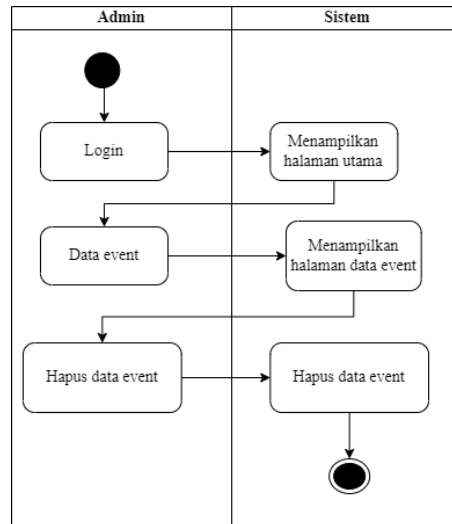 Admin
Sistem
Login
Menampilkan
halaman utama
Data event
Menampilkan
halaman data event
Hapus data event
Hapus data event